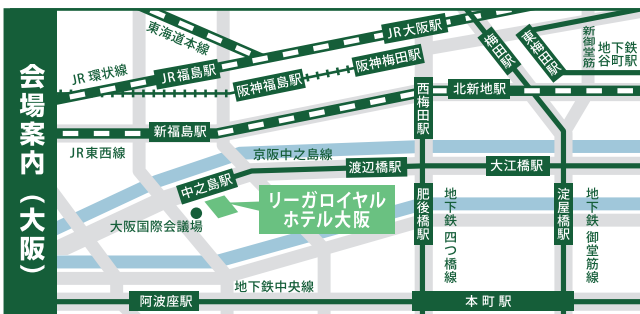 会場案内（大阪）
東海道本線
JR環状線
JR福島駅
JR大阪駅
梅田駅
東梅田駅
新御堂筋
地下鉄
谷町駅
阪神福島駅
阪神梅田駅
西梅田駅
北新地駅
新福島駅
JR東西線
京阪中之島線
渡辺橋駅
大江橋駅
中之島駅
リーガロイヤル
ホテル大阪
大阪国際会議場
肥後橋駅
地下鉄 四つ橋線
淀屋橋駅
地下鉄 御堂筋線
地下鉄中央線
阿波座駅
本町駅